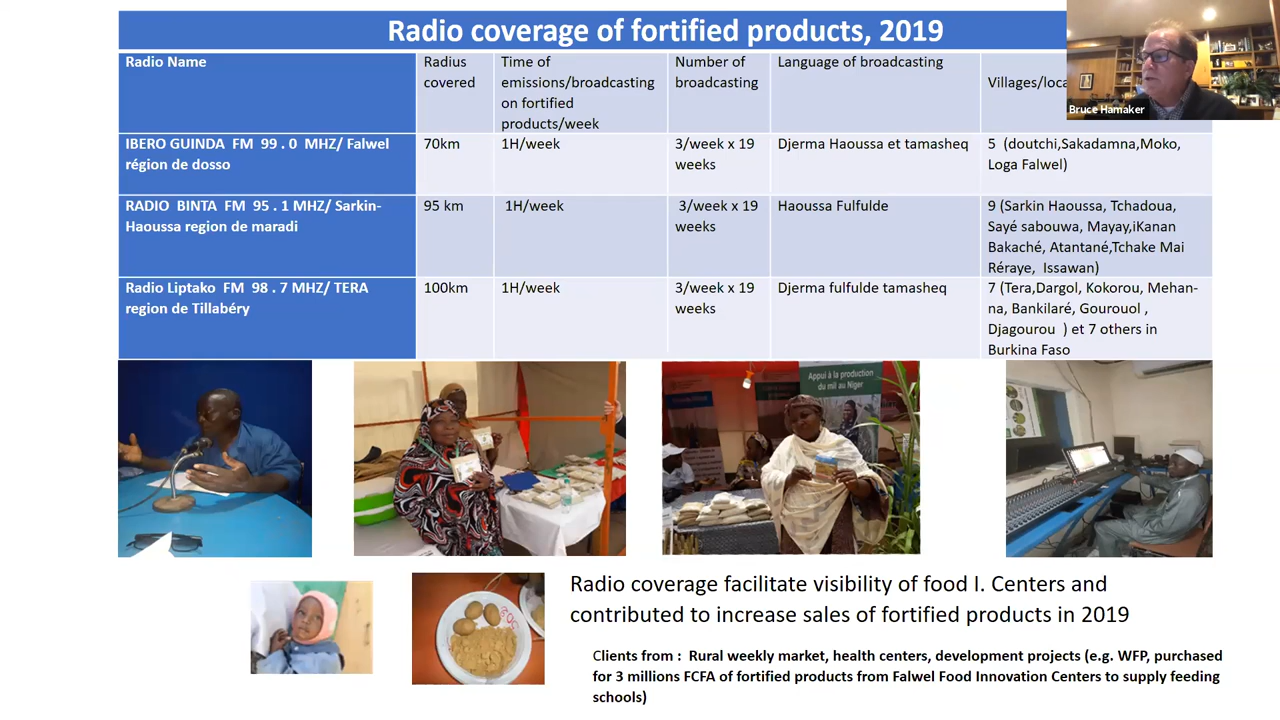 Radio coverage of fortified products, 2019
Radio Name
Radius
covered
Time of
emissions/broadcasting
on fortified
products/week
Number of
broadcasting
Language of broadcasting
Villages/loca
Bruce Hamaker
IBERO GUINDA FM 99 . 0 MHZ/ Falwel
région de dosso
70km
1H/week
3/week x 19
weeks
Djerma Haoussa et tamasheq
5 (doutchi,Sakadamna,Moko,
Loga Falwel)
RADIO BINTA FM 95 . 1 MHZ/ Sarkin-
Haoussa region de maradi
95 km
1H/week
3/week x 19
weeks
Haoussa Fulfulde
9 (Sarkin Haoussa, Tchadoua,
Sayé sabouwa, Mayay,iKanan
Bakaché, Atantané,Tchake Mai
Réraye, Issawan)
Radio Liptako FM 98 . 7 MHZ/ TERA
region de Tillabéry
100km
1H/week
3/week x 19
weeks
Djerma fulfulde tamasheq
7 (Tera,Dargol, Kokorou, Mehan-
na, Bankilaré, Gourouol ,
Djagourou ) et 7 others in
Burkina Faso
Appui à la production
du mil au Niger
Radio coverage facilitate visibility of food I. Centers and
contributed to increase sales of fortified products in 2019
Clients from : Rural weekly market, health centers, development projects (e.g. WFP, purchased
for 3 millions FCFA of fortified products from Falwel Food Innovation Centers to supply feeding
schools)